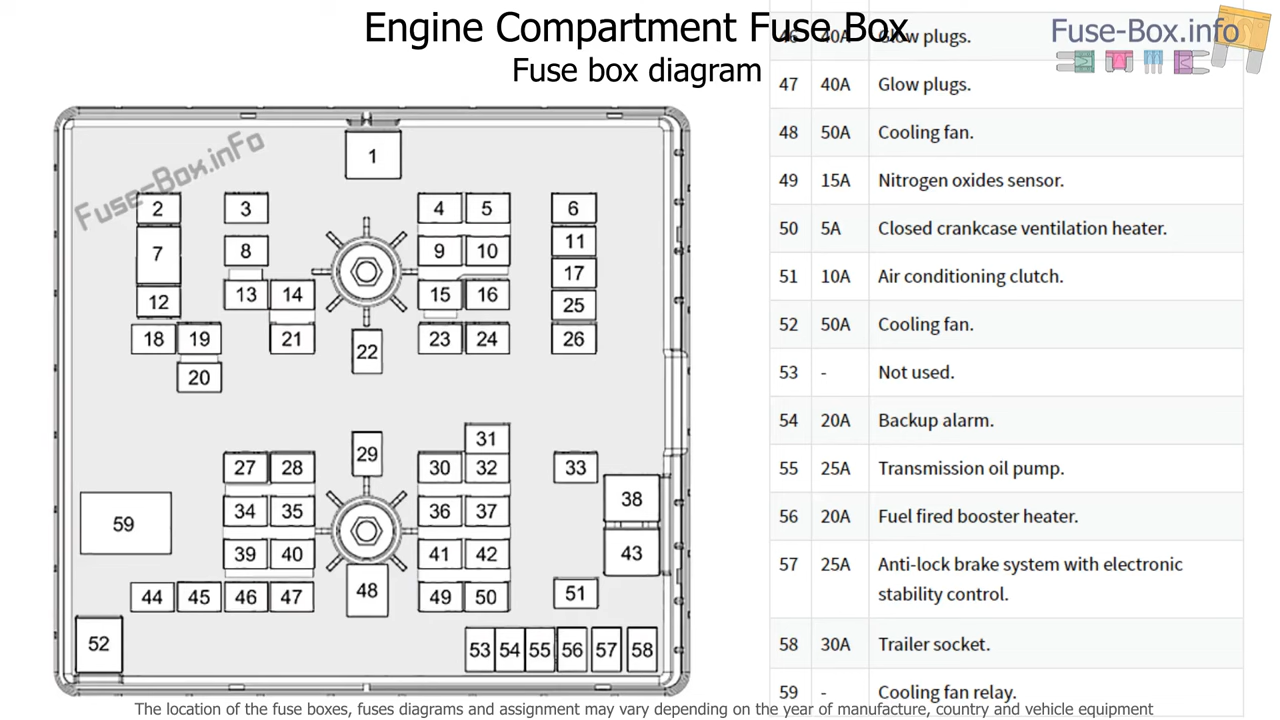 Engine Compartment Fuse Box
Fuse box diagram
Fuse-Box.info
Fuse-Box.inFo
1
2 3 4 5 6
7 8 9 10 11
12 13 14 15 16 17
18 19 20 21 22 23 24 25 26
27 28 29 30 31 32 33
34 35 36 37 38
39 40 41 42 43
44 45 46 47 48 49 50 51
52 53 54 55 56 57 58
59
46 40A Glow plugs.
47 40A Glow plugs.
48 50A Cooling fan.
49 15A Nitrogen oxides sensor.
50 5A Closed crankcase ventilation heater.
51 10A Air conditioning clutch.
52 50A Cooling fan.
53 - Not used.
54 20A Backup alarm.
55 25A Transmission oil pump.
56 20A Fuel fired booster heater.
57 25A Anti-lock brake system with electronic
stability control.
58 30A Trailer socket.
59 - Cooling fan relay.
The location of the fuse boxes, fuses diagrams and assignment may vary depending on the year of manufacture, country and vehicle equipment